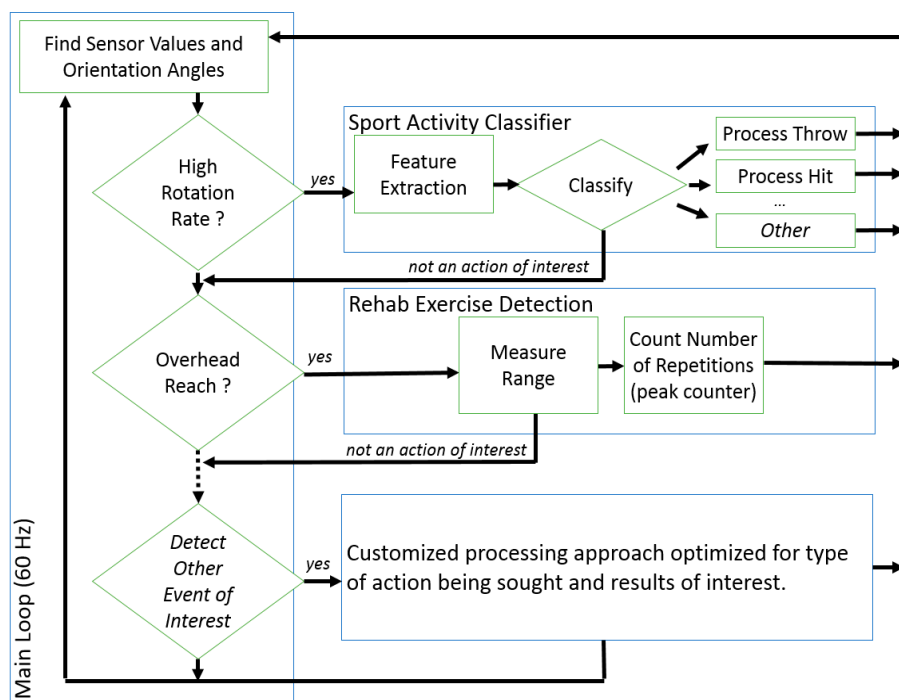 Find Sensor Values and
Orientation Angles
High
Rotation
Rate ?
yes
Sport Activity Classifier
Feature
Extraction
Classify
Process Throw
Process Hit
...
Other
not an action of interest
Overhead
Reach ?
yes
Rehab Exercise Detection
Measure
Range
Count Number
of Repetitions
(peak counter)
not an action of interest
Detect
Other
Event of
Interest
yes
Customized processing approach optimized for type
of action being sought and results of interest.
Main Loop (60 Hz)